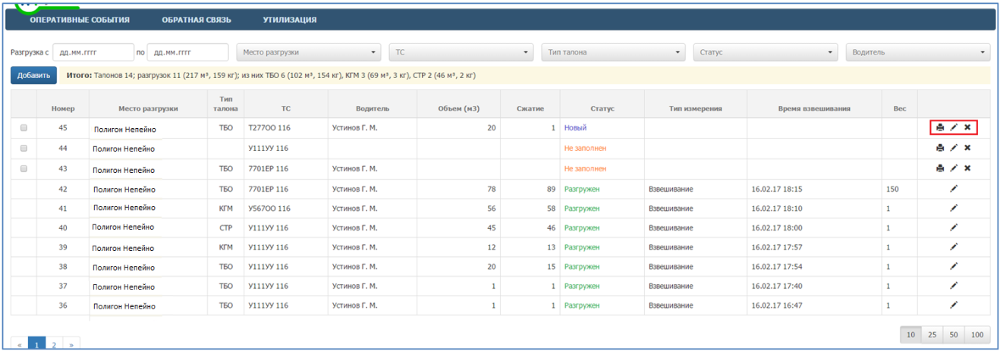 ОПЕРАТИВНЫЕ СОБЫТИЯ ОБРАТНАЯ СВЯЗЬ УТИЛИЗАЦИЯ
Разгрузка с дд.мм.гггг по дд.мм.гггг Место разгрузки ТС Тип талона Статус Водитель
Добавить Итого: Талонов 14; разгрузок 11 (217 м³, 159 кг); из них ТБО 6 (102 м³, 154 кг), КГМ 3 (69 м³, 3 кг), СТР 2 (46 м³, 2 кг)
Номер Место разгрузки Тип талона ТС Водитель Объем (м3) Сжатие Статус Тип измерения Время взвешивания Вес
45 Полигон Непейно ТБО Т277ОО 116 Устинов Г. М. 20 1 Новый
44 Полигон Непейно У111УУ 116 Не заполнен
43 Полигон Непейно ТБО 7701ЕР 116 Устинов Г. М. Не заполнен
42 Полигон Непейно ТБО 7701ЕР 116 Устинов Г. М. 78 89 Разгружен Взвешивание 16.02.17 18:15 150
41 Полигон Непейно КГМ У567ОО 116 Устинов Г. М. 56 58 Разгружен Взвешивание 16.02.17 18:10 1
40 Полигон Непейно СТР У111УУ 116 Устинов Г. М. 45 46 Разгружен Взвешивание 16.02.17 18:00 1
39 Полигон Непейно КГМ У111УУ 116 Устинов Г. М. 12 13 Разгружен Взвешивание 16.02.17 17:57 1
38 Полигон Непейно ТБО У111УУ 116 Устинов Г. М. 20 15 Разгружен Взвешивание 16.02.17 17:54 1
37 Полигон Непейно ТБО У111УУ 116 Устинов Г. М. 1 1 Разгружен Взвешивание 16.02.17 17:40 1
36 Полигон Непейно ТБО У111УУ 116 Устинов Г. М. 1 1 Разгружен Взвешивание 16.02.17 16:47 1
« 1 2 » 10 25 50 100